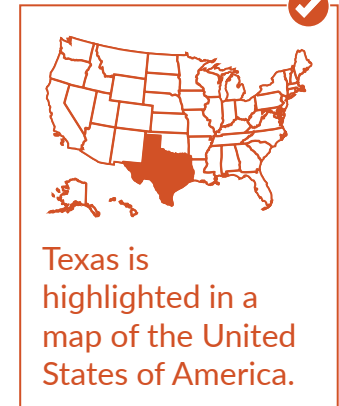 Texas is
highlighted in a
map of the United
States of America.